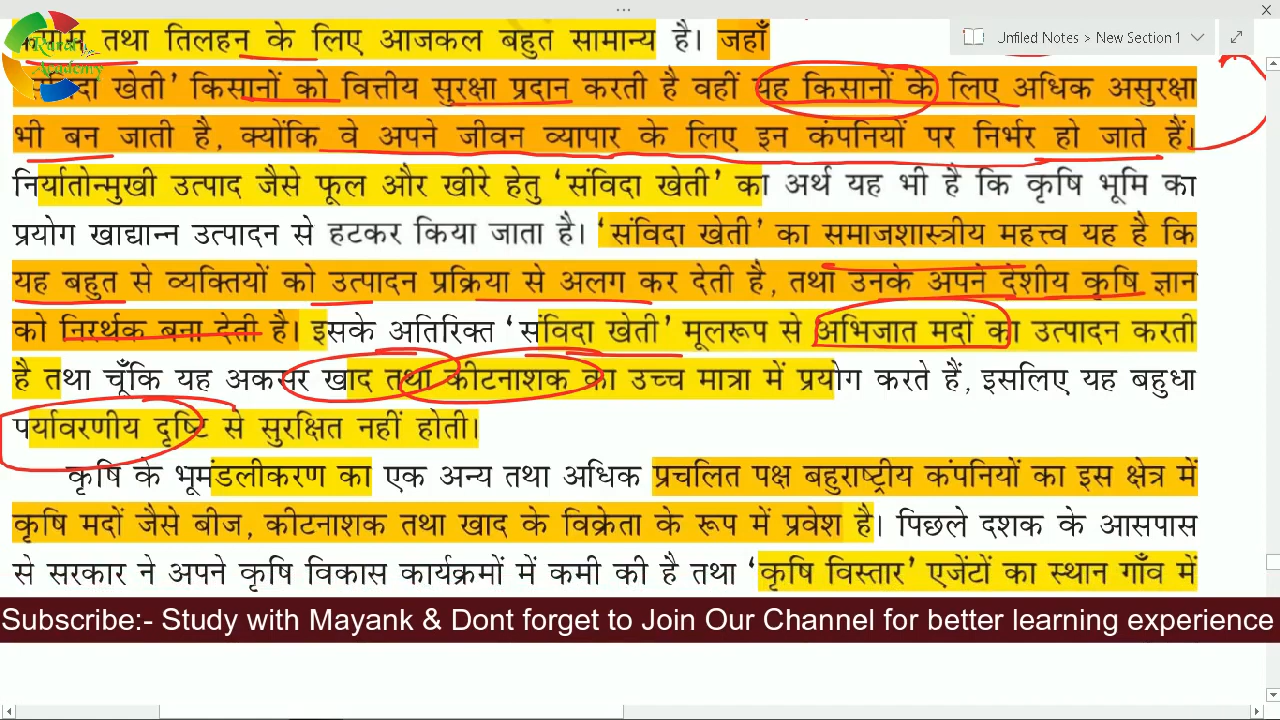 कपास तथा तिलहन के लिए आजकल बहुत सामान्य है। जहाँ
Unfiled Notes > New Section 1
Rural Academy
'संविदा खेती' किसानों को वित्तीय सुरक्षा प्रदान करती है वहीं यह किसानों के लिए अधिक असुरक्षा
भी बन जाती है, क्योंकि वे अपने जीवन व्यापार के लिए इन कंपनियों पर निर्भर हो जाते हैं।
निर्यातोन्मुखी उत्पाद जैसे फूल और खीरे हेतु 'संविदा खेती' का अर्थ यह भी है कि कृषि भूमि का
प्रयोग खाद्यान्न उत्पादन से हटकर किया जाता है। 'संविदा खेती' का समाजशास्त्रीय महत्त्व यह है कि
यह बहुत से व्यक्तियों को उत्पादन प्रक्रिया से अलग कर देती है, तथा उनके अपने देशीय कृषि ज्ञान
को निरर्थक बना देती है। इसके अतिरिक्त 'संविदा खेती' मूलरूप से अभिजात मदों का उत्पादन करती
है तथा चूँकि यह अकसर खाद तथा कीटनाशक का उच्च मात्रा में प्रयोग करते हैं, इसलिए यह बहुधा
पर्यावरणीय दृष्टि से सुरक्षित नहीं होती।
कृषि के भूमंडलीकरण का एक अन्य तथा अधिक प्रचलित पक्ष बहुराष्ट्रीय कंपनियों का इस क्षेत्र में
कृषि मदों जैसे बीज, कीटनाशक तथा खाद के विक्रेता के रूप में प्रवेश है। पिछले दशक के आसपास
से सरकार ने अपने कृषि विकास कार्यक्रमों में कमी की है तथा 'कृषि विस्तार' एजेंटों का स्थान गाँव में
Subscribe:- Study with Mayank & Dont forget to Join Our Channel for better learning experience